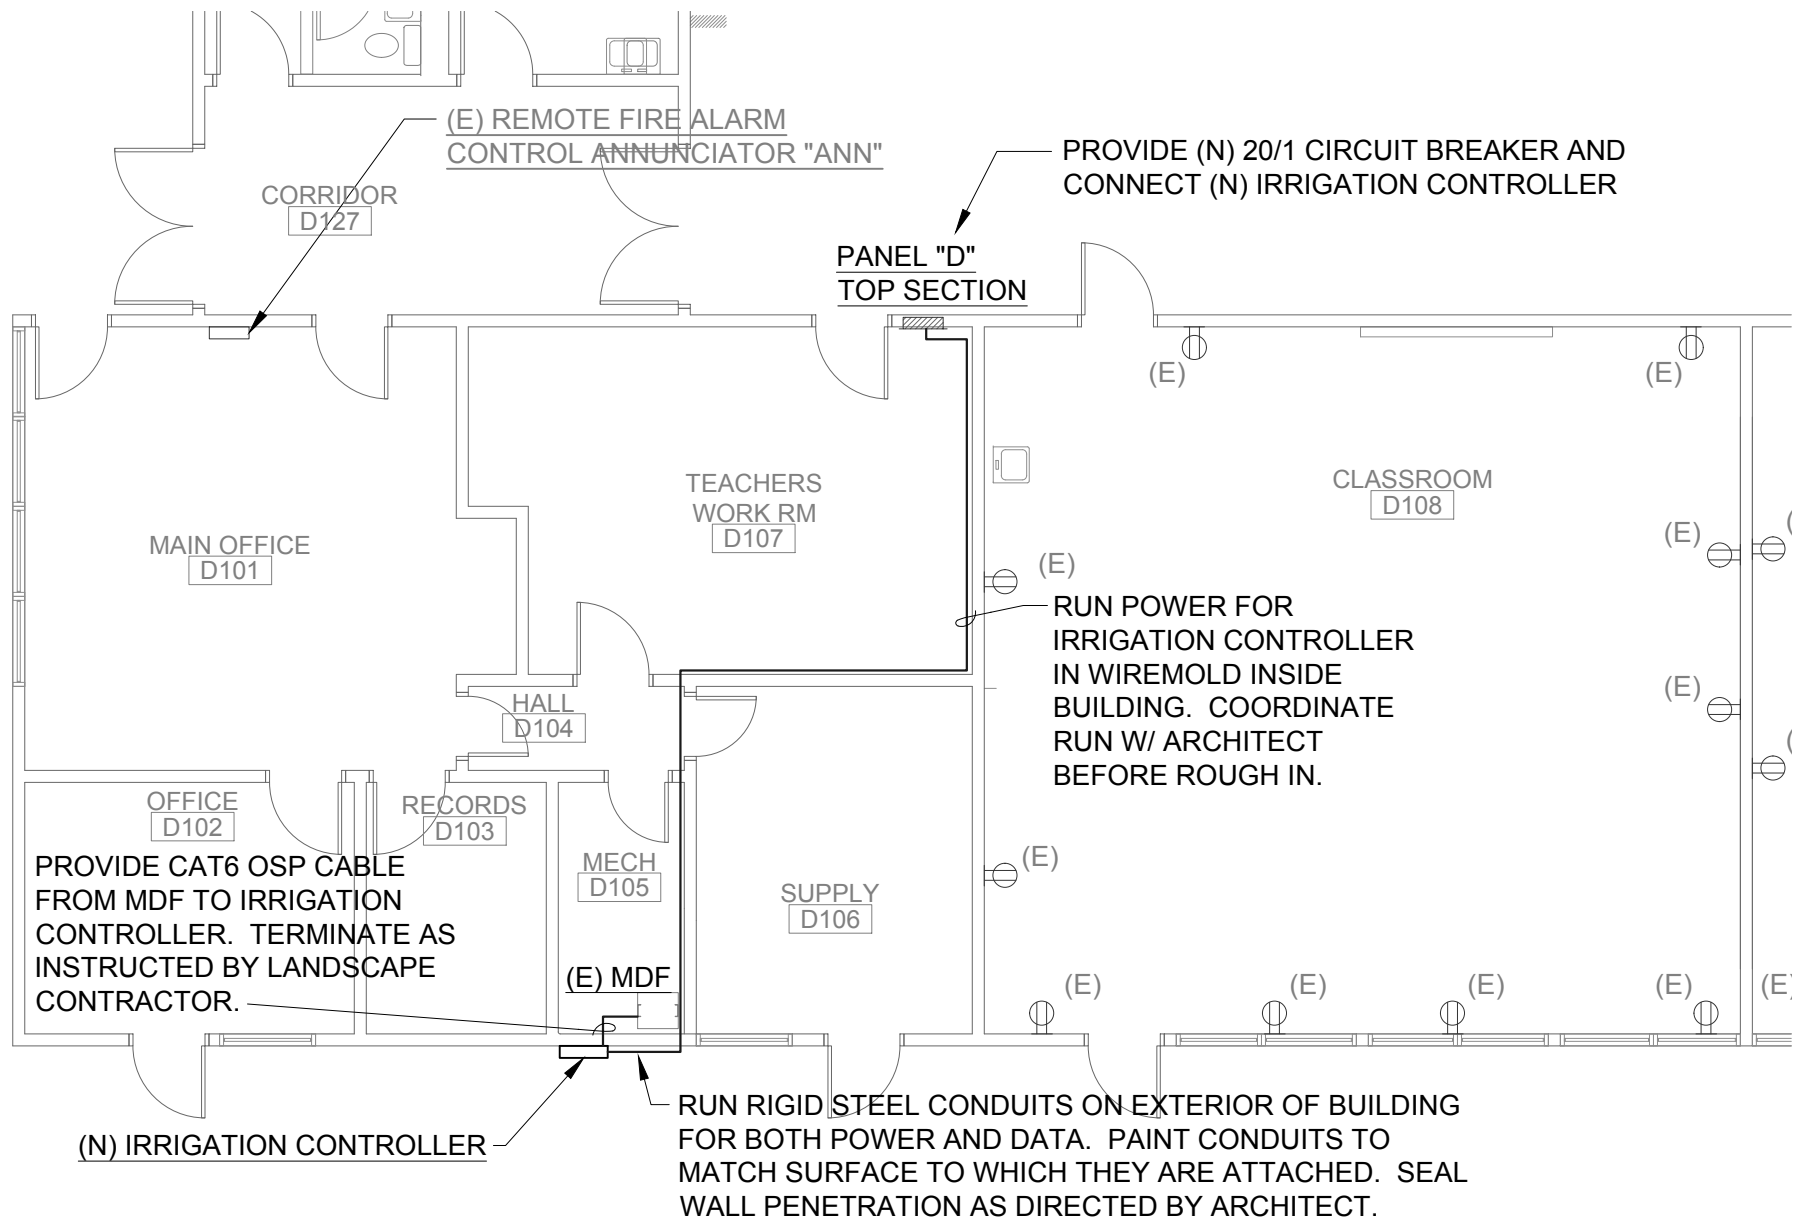 (E) REMOTE FIRE ALARM
CONTROL ANNUNCIATOR "ANN"
PROVIDE (N) 20/1 CIRCUIT BREAKER AND
CONNECT (N) IRRIGATION CONTROLLER
CORRIDOR
D127
PANEL "D"
TOP SECTION
(E)
(E)
TEACHERS
WORK RM
D107
CLASSROOM
D108
MAIN OFFICE
D101
(E)
(E)
RUN POWER FOR
IRRIGATION CONTROLLER
IN WIREMOLD INSIDE
BUILDING. COORDINATE
RUN W/ ARCHITECT
BEFORE ROUGH IN.
(E)
HALL
D104
OFFICE
D102
RECORDS
D103
PROVIDE CAT6 OSP CABLE
FROM MDF TO IRRIGATION
CONTROLLER. TERMINATE AS
INSTRUCTED BY LANDSCAPE
CONTRACTOR.
MECH
D105
SUPPLY
D106
(E)
(E) MDF
(E)
(E)
(E)
(E)
(E)
(N) IRRIGATION CONTROLLER
RUN RIGID STEEL CONDUITS ON EXTERIOR OF BUILDING
FOR BOTH POWER AND DATA. PAINT CONDUITS TO
MATCH SURFACE TO WHICH THEY ARE ATTACHED. SEAL
WALL PENETRATION AS DIRECTED BY ARCHITECT.